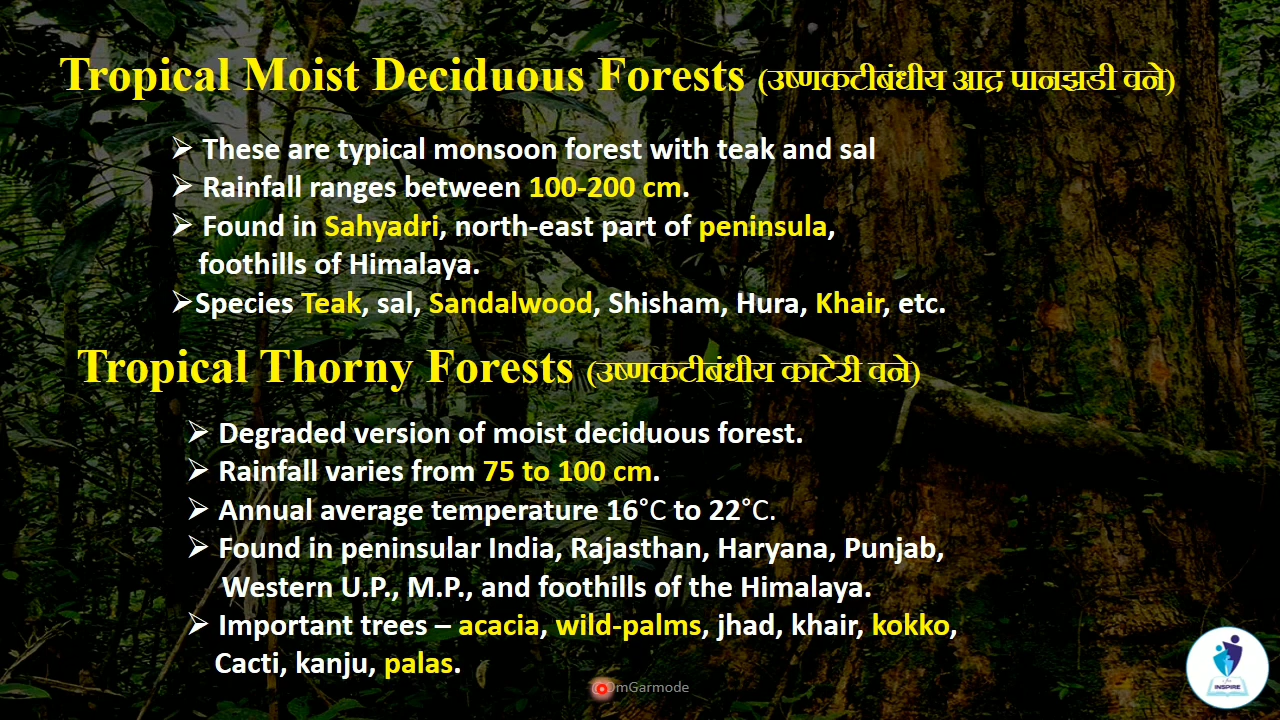 Tropical Moist Deciduous Forests (उष्णकटीबंधीय आद्र पानझडी वने)
➢ These are typical monsoon forest with teak and sal
➢ Rainfall ranges between 100-200 cm.
➢ Found in Sahyadri, north-east part of peninsula,
foothills of Himalaya.
➢Species Teak, sal, Sandalwood, Shisham, Hura, Khair, etc.
Tropical Thorny Forests (उष्णकटीबंधीय काटेरी वने)
➢ Degraded version of moist deciduous forest.
➢ Rainfall varies from 75 to 100 cm.
➢ Annual average temperature 16°C to 22°C.
➢ Found in peninsular India, Rajasthan, Haryana, Punjab,
Western U.P., M.P., and foothills of the Himalaya.
➢ Important trees – acacia, wild-palms, jhad, khair, kokko,
Cacti, kanju, palas.
DmGarmode
INSPIRE